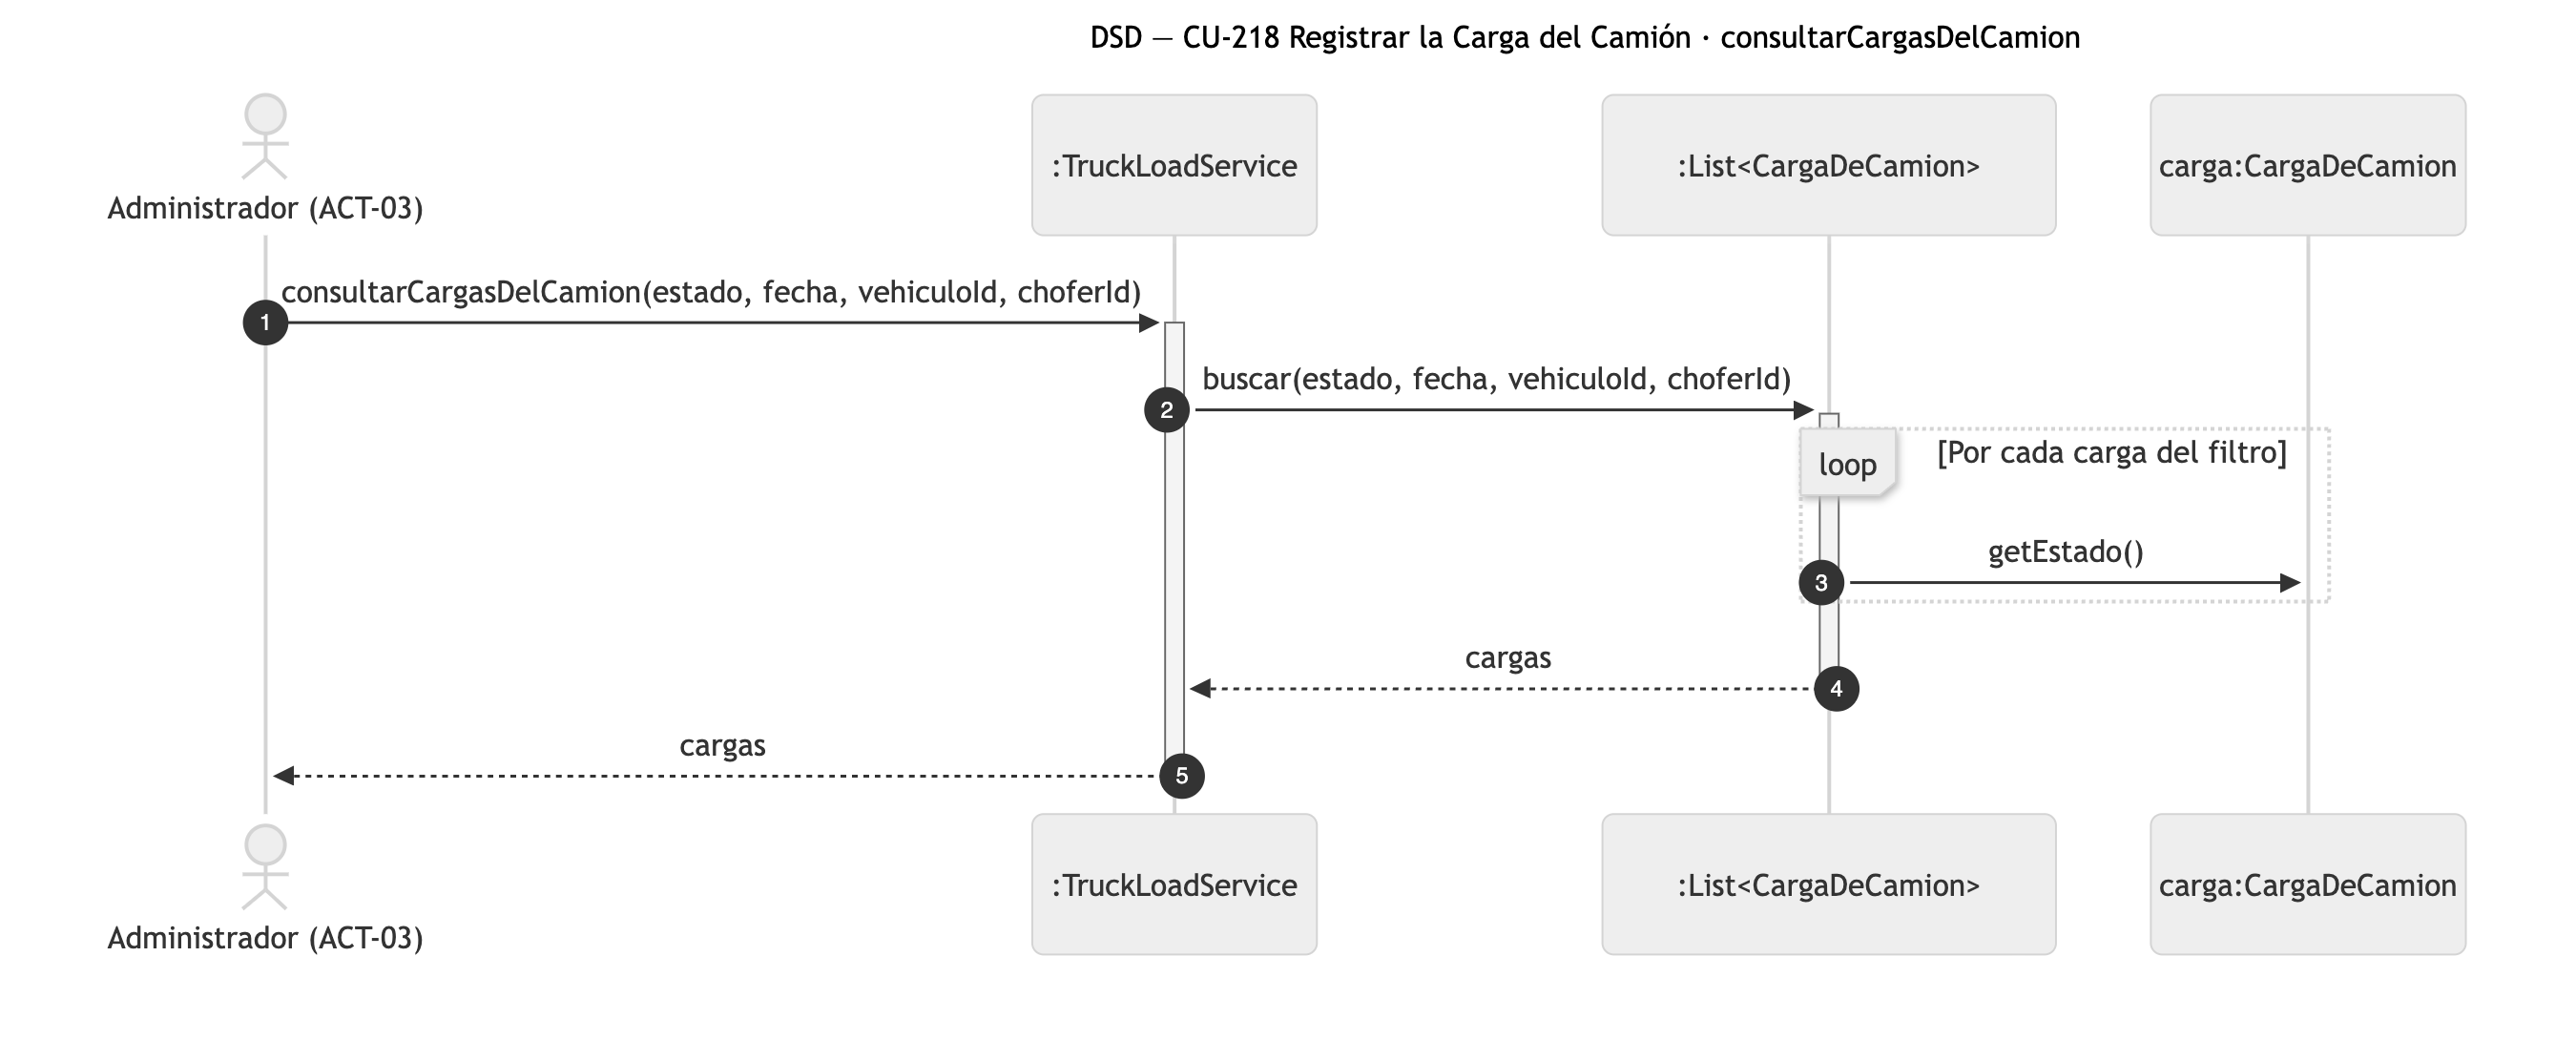 DSD — CU-218 Registrar la Carga del Camión · consultarCargasDelCamion
Administrador (ACT-03)
:TruckLoadService
:List<CargaDeCamion>
carga:CargaDeCamion
consultarCargasDelCamion(estado, fecha, vehiculoId, choferId)
1
buscar(estado, fecha, vehiculoId, choferId)
2
loop
[Por cada carga del filtro]
getEstado()
3
cargas
4
cargas
5
Administrador (ACT-03)
:TruckLoadService
:List<CargaDeCamion>
carga:CargaDeCamion